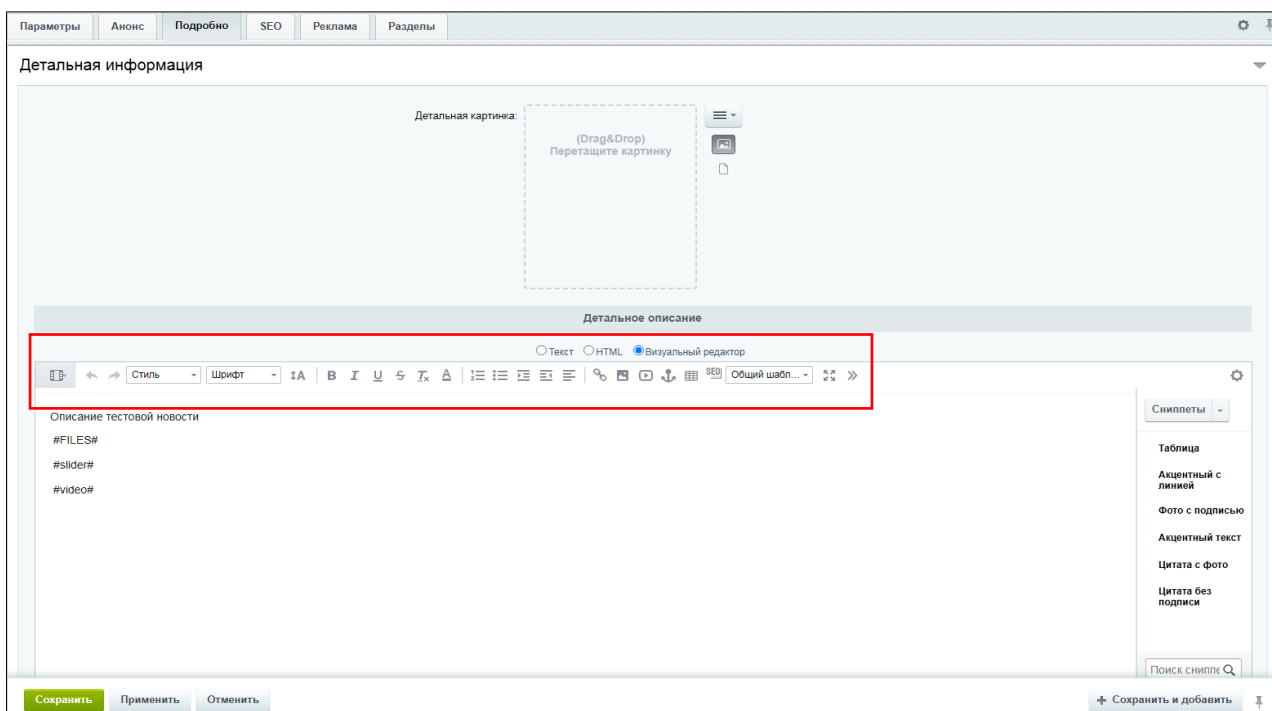 Параметры Анонс Подробно SEO Реклама Разделы
Детальная информация
Детальная картинка:
(Drag&Drop)
Перетащите картинку
Детальное описание
Текст HTML Визуальный редактор
Стиль Шрифт A B I U S Tx A SEO Общий шабл...
Описание тестовой новости
#FILES#
#slider#
#video#
Сниппеты
Таблица
Акцентный с
линией
Фото с подписью
Акцентный текст
Цитата с фото
Цитата без
подписи
Поиск сниппе
Сохранить Применить Отменить + Сохранить и добавить